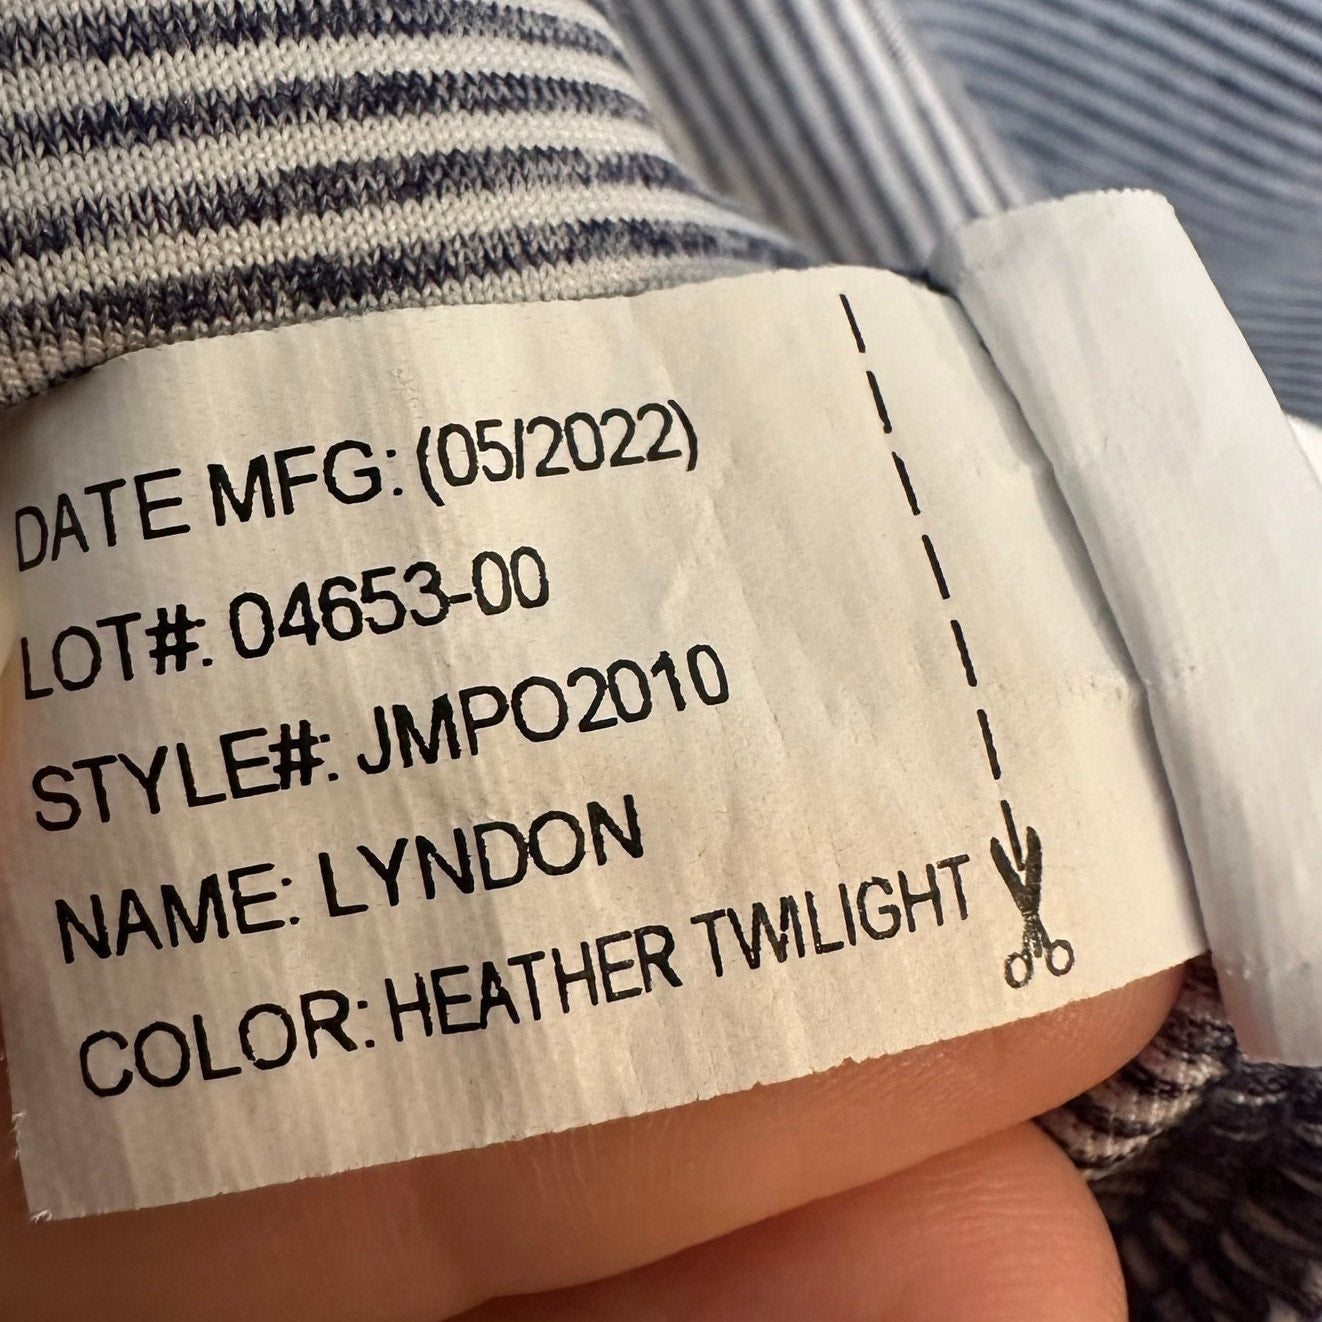 DATE MFG: (05/2022)
LOT#: 04653-00
STYLE#: JMPO2010
NAME: LYNDON
COLOR: HEATHER TWILIGHT